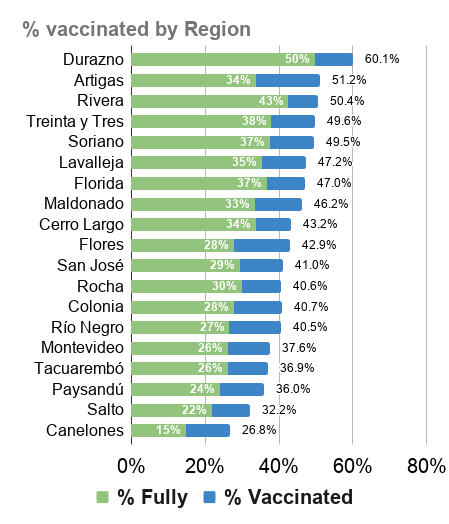 % vaccinated by Region
Durazno 50% 60.1%
Artigas 34% 51.2%
Rivera 43% 50.4%
Treinta y Tres 38% 49.6%
Soriano 37% 49.5%
Lavalleja 35% 47.2%
Florida 37% 47.0%
Maldonado 33% 46.2%
Cerro Largo 34% 43.2%
Flores 28% 42.9%
San José 29% 41.0%
Rocha 30% 40.6%
Colonia 28% 40.7%
Río Negro 27% 40.5%
Montevideo 26% 37.6%
Tacuarembó 26% 36.9%
Paysandú 24% 36.0%
Salto 22% 32.2%
Canelones 15% 26.8%
0% 20% 40% 60% 80%
% Fully % Vaccinated